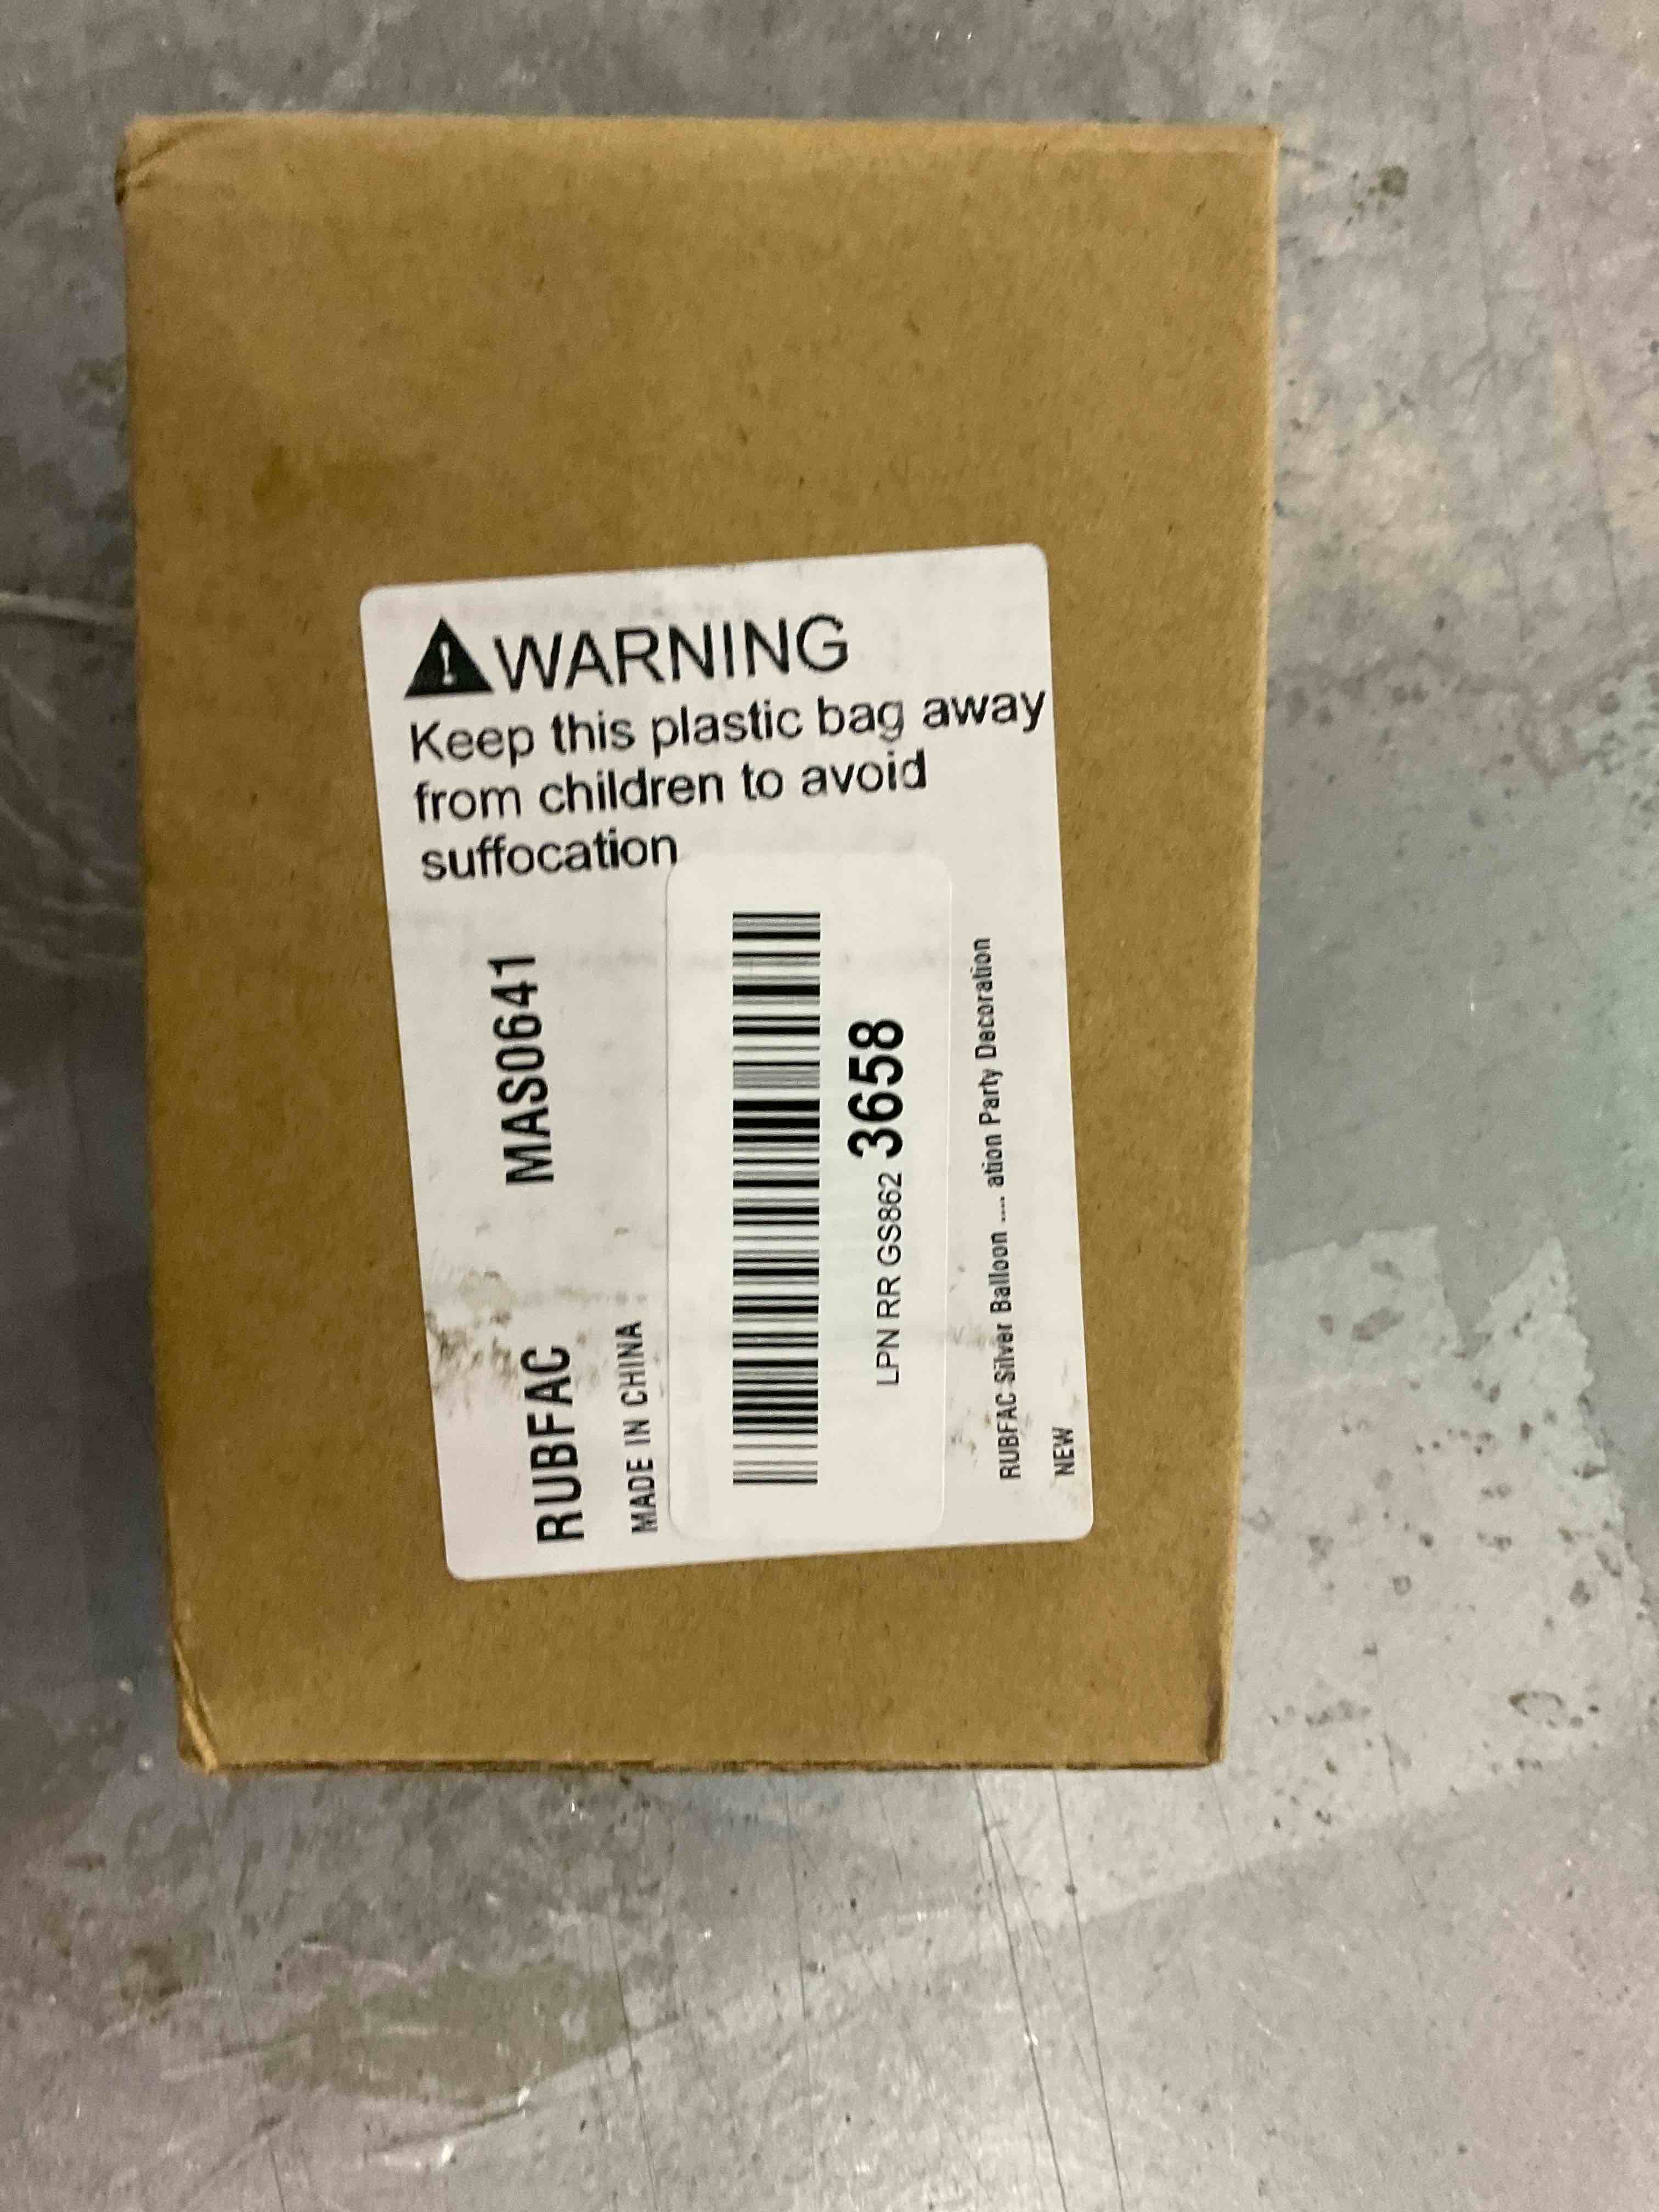 WARNING
Keep this plastic bag away
from children to avoid
suffocation
RUBFAC MAS0641
MADE IN CHINA
LPN RR GS862 3658
RUBFAC Silver Balloon .... ation Party Decoration
NEW